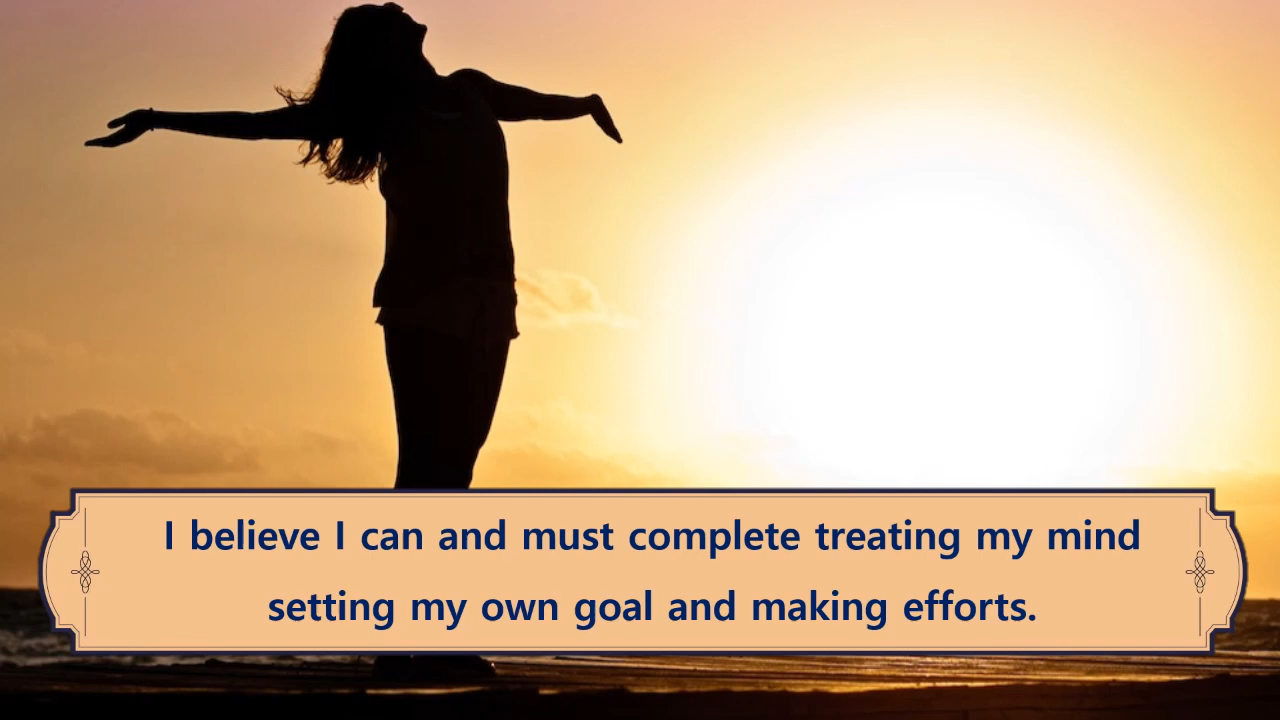 I believe I can and must complete treating my mind
setting my own goal and making efforts.